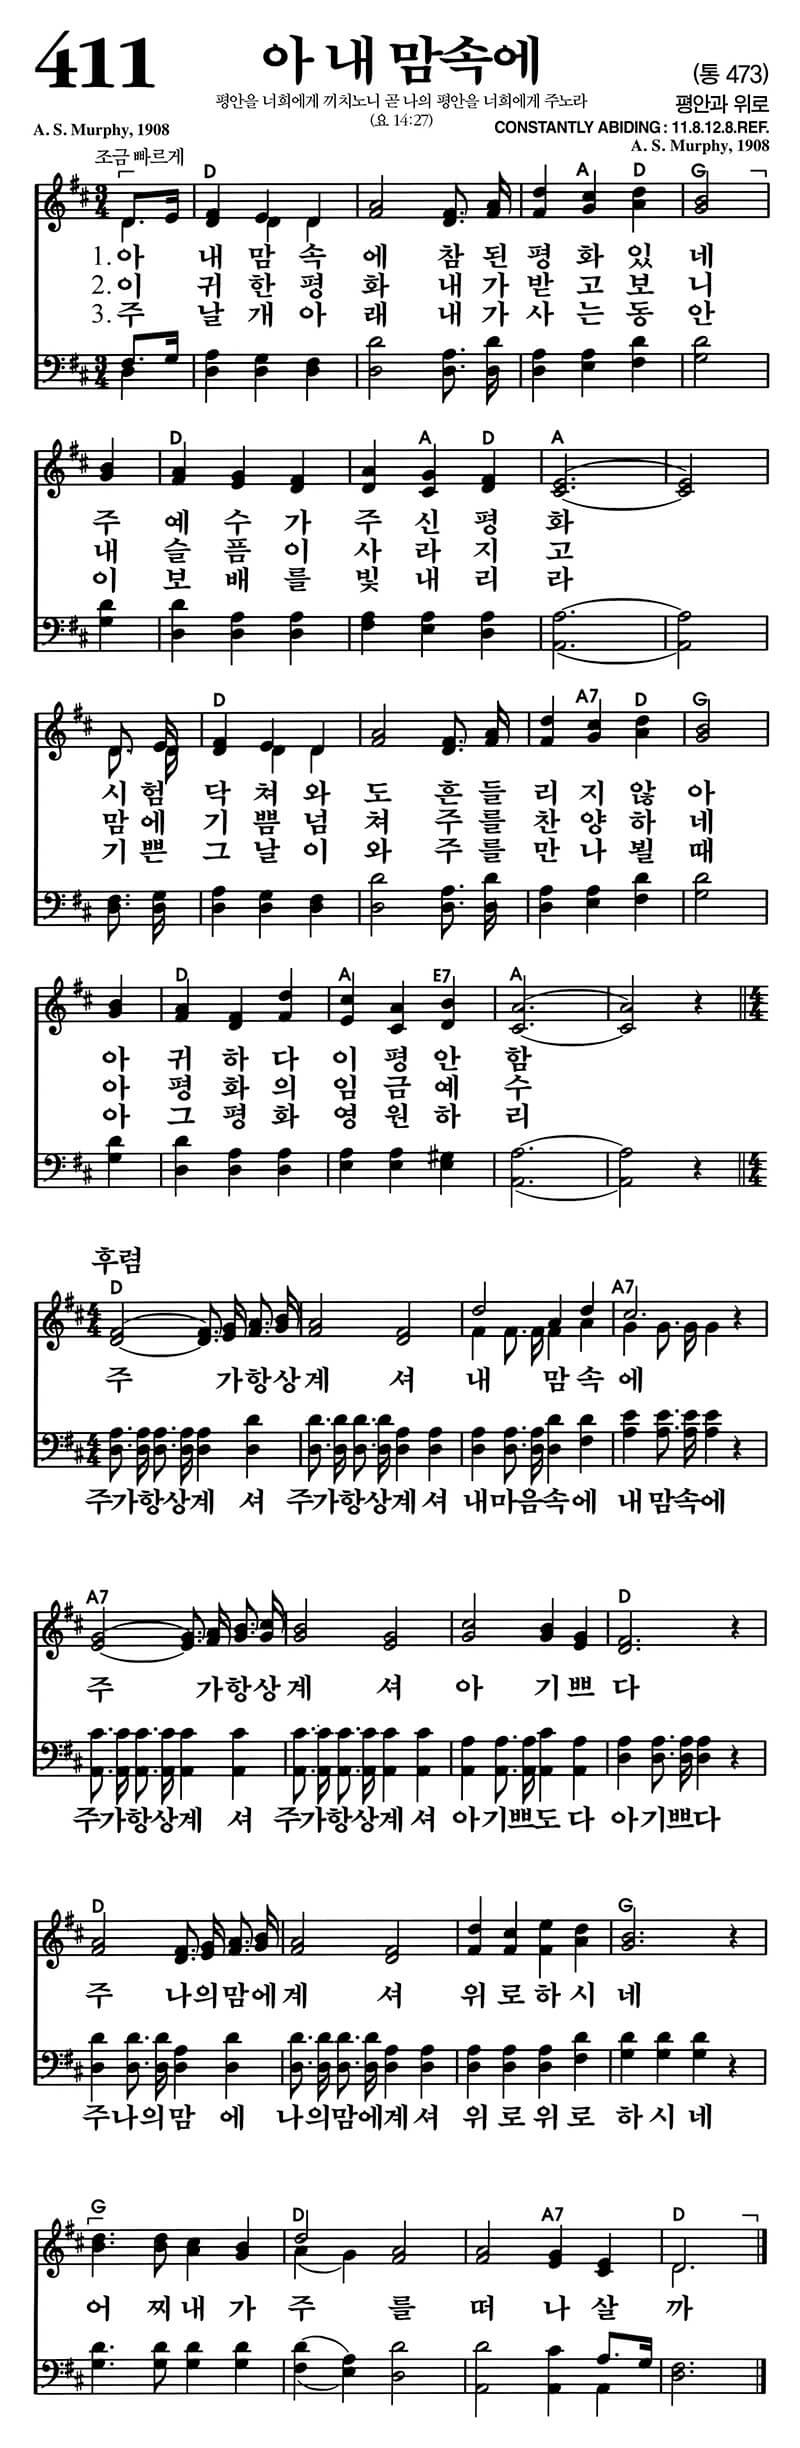 411
아 내 맘속에
(통 473)
평안을 너희에게 끼치노니 곧 나의 평안을 너희에게 주노라
평안과 위로
(요 14:27)
A. S. Murphy, 1908
CONSTANTLY ABIDING : 11.8.12.8.REF.
A. S. Murphy, 1908
조금 빠르게
D A D G
1. 아 내 맘 속 에 참 된 평 화 있 네
2. 이 귀 한 평 화 내 가 받 고 보 니
3. 주 날 개 아 래 내 가 사 는 동 안
D A D A
주 예 수 가 주 신 평 화
내 슬 픔 이 사 라 지 고
이 보 배 를 빛 내 리 라
D A7 D G
시 험 닥 쳐 와 도 흔 들 리 지 않 아
맘 에 기 쁨 넘 쳐 주 를 찬 양 하 네
기 쁜 그 날 이 와 주 를 만 나 뵐 때
D A E7 A
아 귀 하 다 이 평 안 함
아 평 화 의 임 금 예 수
아 그 평 화 영 원 하 리
후렴
D A7
주 가항상계 셔 내 맘 속 에
주가항상계 셔 주가항상계 셔 내마음속에 내 맘속에
A7 D
주 가항상 계 셔 아 기 쁘 다
주가항상계 셔 주가항상계 셔 아기쁘도 다 아기쁘다
D G
주 나의맘에계 셔 위 로 하 시 네
주나의맘 에 나의맘에계 셔 위 로 위 로 하 시 네
G D A7 D
어 찌 내 가 주 를 떠 나 살 까